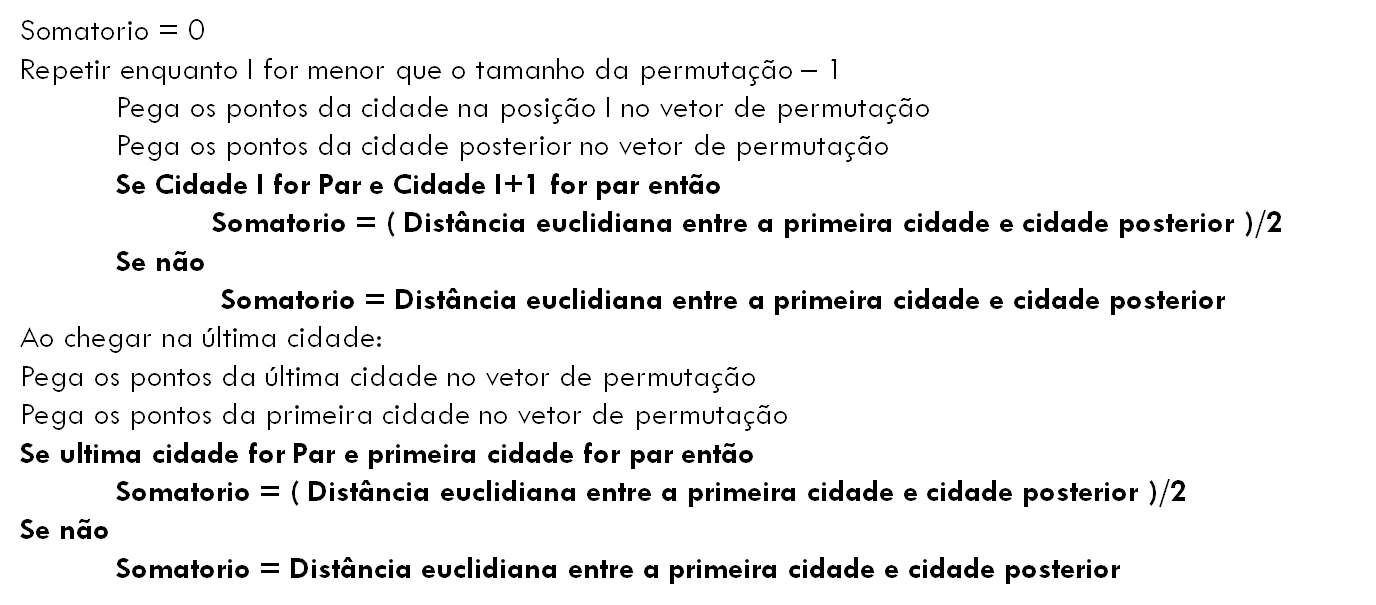 Somatorio = 0
Repetir enquanto I for menor que o tamanho da permutação – 1
Pega os pontos da cidade na posição I no vetor de permutação
Pega os pontos da cidade posterior no vetor de permutação
Se Cidade I for Par e Cidade I+1 for par então
Somatorio = ( Distância euclidiana entre a primeira cidade e cidade posterior )/2
Se não
Somatorio = Distância euclidiana entre a primeira cidade e cidade posterior
Ao chegar na última cidade:
Pega os pontos da última cidade no vetor de permutação
Pega os pontos da primeira cidade no vetor de permutação
Se ultima cidade for Par e primeira cidade for par então
Somatorio = ( Distância euclidiana entre a primeira cidade e cidade posterior )/2
Se não
Somatorio = Distância euclidiana entre a primeira cidade e cidade posterior